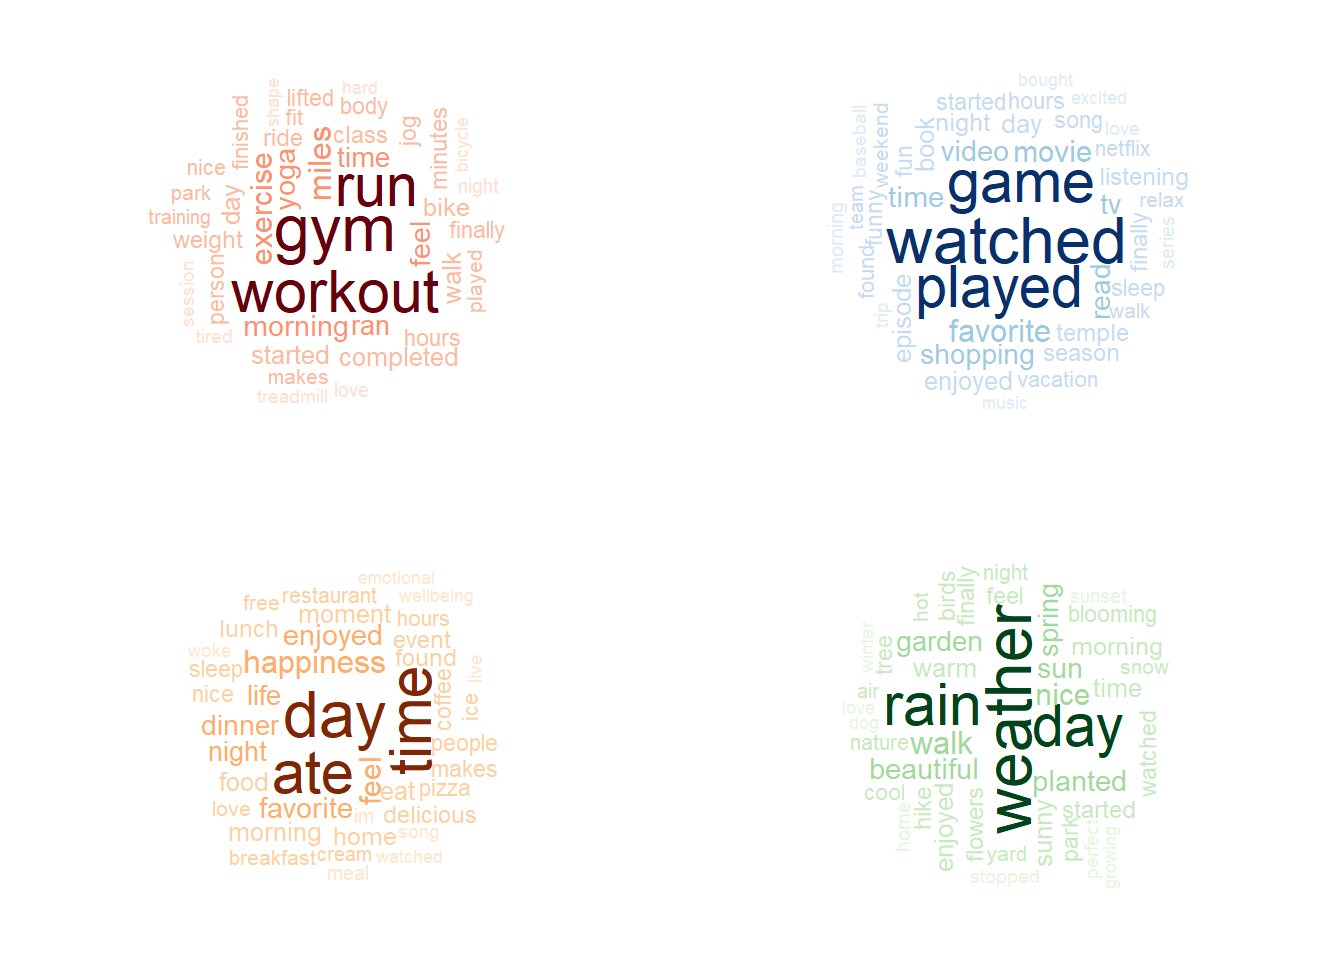 hard
shape
lifted
body
finished
fit
ride
class
jog
minutes
bicycle
miles
time
nice
exercise
yoga
run
night
park
day
training
gym
bike
weight
feel
finally
workout
walk
played
session
person
morning
ran
tired
hours
started
completed
makes
treadmill
love
bought
started
hours
excited
baseball
weekend
night
day
song
love
fun
book
video
movie
netflix
game
listening
team
funny
time
tv
relax
morning
watched
finally
series
found
played
read
sleep
trip
episode
walk
favorite
temple
shopping
season
enjoyed
vacation
music
emotional
restaurant
wellbeing
free
moment
hours
lunch
enjoyed
event
woke
happiness
found
sleep
live
nice
life
day
time
coffee
ice
dinner
night
people
ate
feel
makes
food
eat
pizza
love
favorite
im
delicious
morning
home
song
breakfast
cream
watched
meal
night
hot
birds
finally
feel
spring
sunset
blooming
winter
tree
garden
weather
morning
warm
sun
snow
air
rain
nice
time
love
day
dog
nature
walk
watched
beautiful
planted
cool
home
hike
enjoyed
flowers
sunny
park
started
perfect
growing
yard
stopped